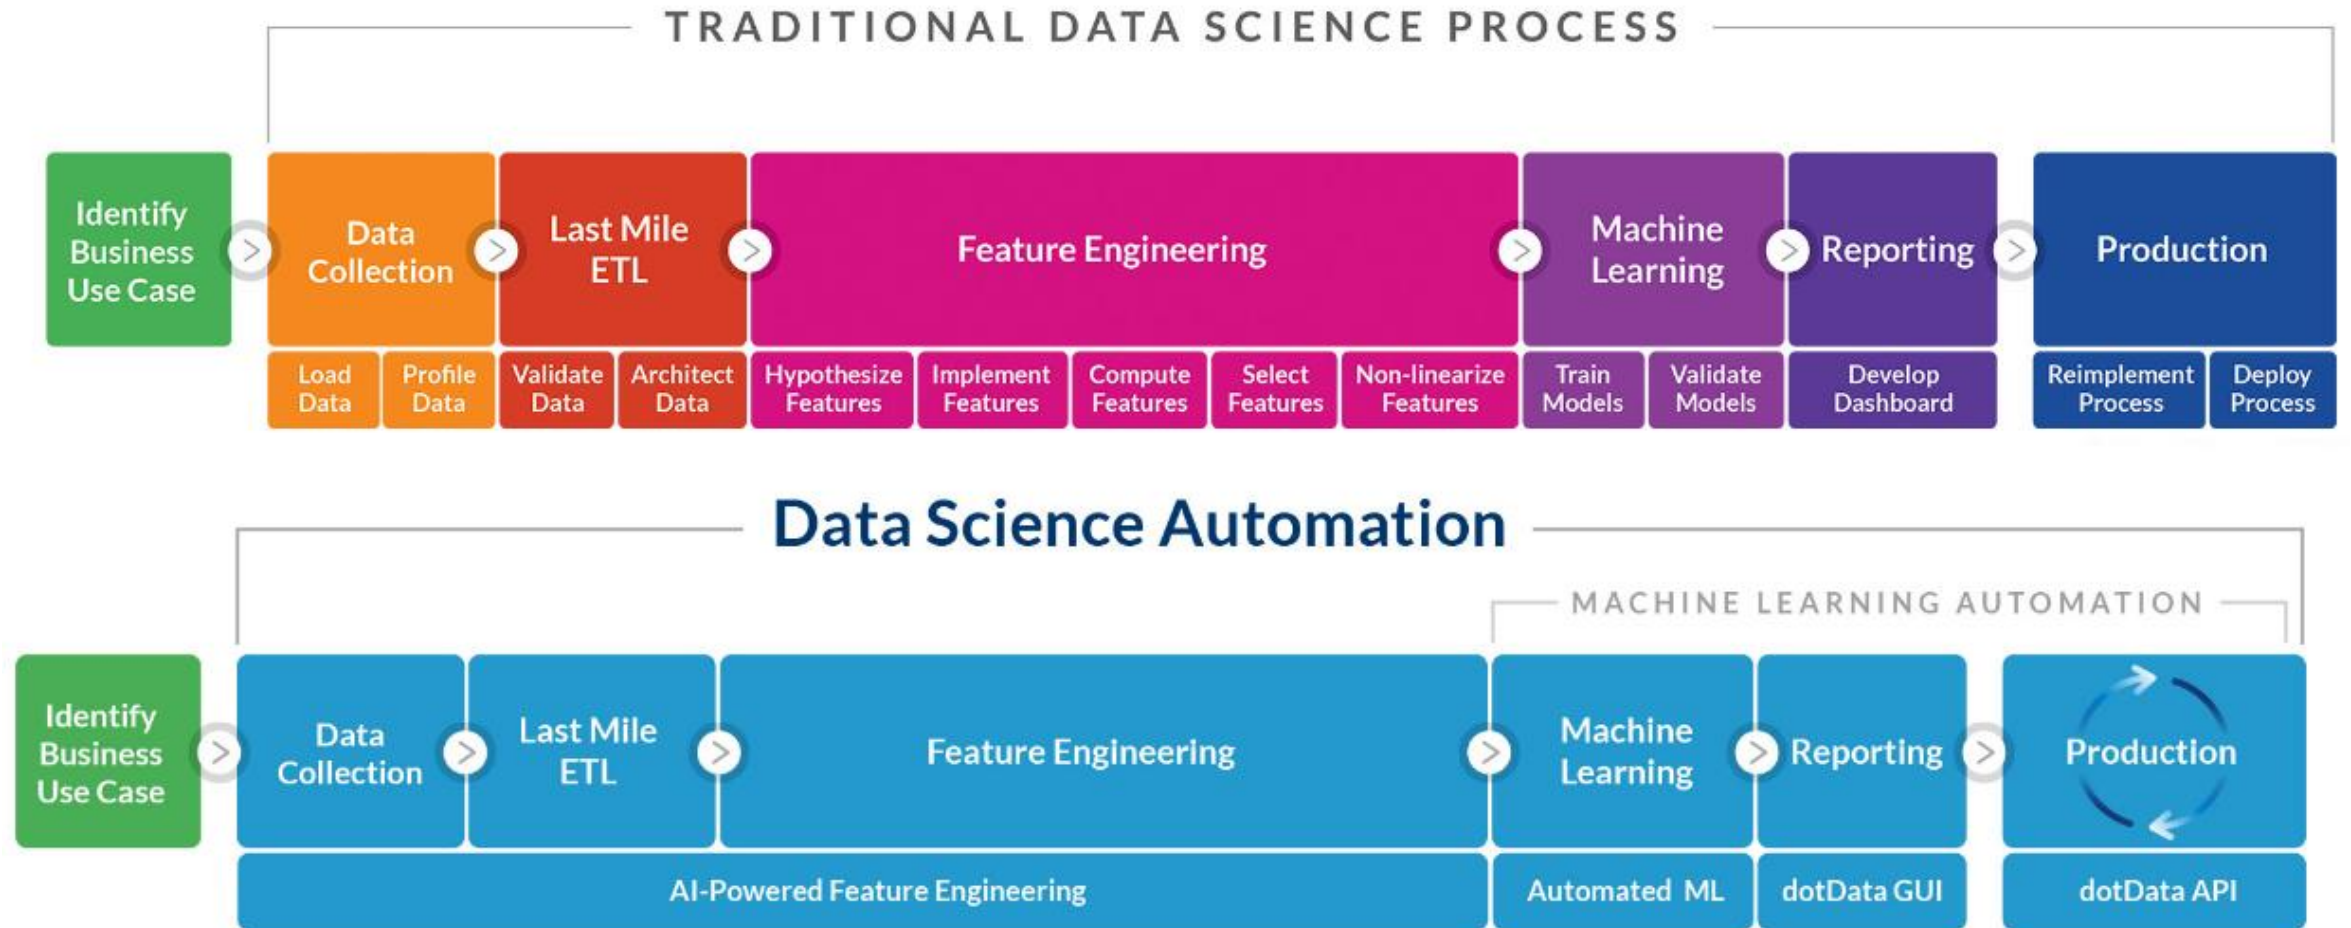 TRADITIONAL DATA SCIENCE PROCESS
Identify
Business
Use Case
Data
Collection
Last Mile
ETL
Feature Engineering
Machine
Learning
Reporting
Production
Load
Data
Profile
Data
Validate
Data
Architect
Data
Hypothesize
Features
Implement
Features
Compute
Features
Select
Features
Non-linearize
Features
Train
Models
Validate
Models
Develop
Dashboard
Reimplement
Process
Deploy
Process
Data Science Automation
MACHINE LEARNING AUTOMATION
Identify
Business
Use Case
Data
Collection
Last Mile
ETL
Feature Engineering
Machine
Learning
Reporting
Production
AI-Powered Feature Engineering
Automated ML
dotData GUI
dotData API